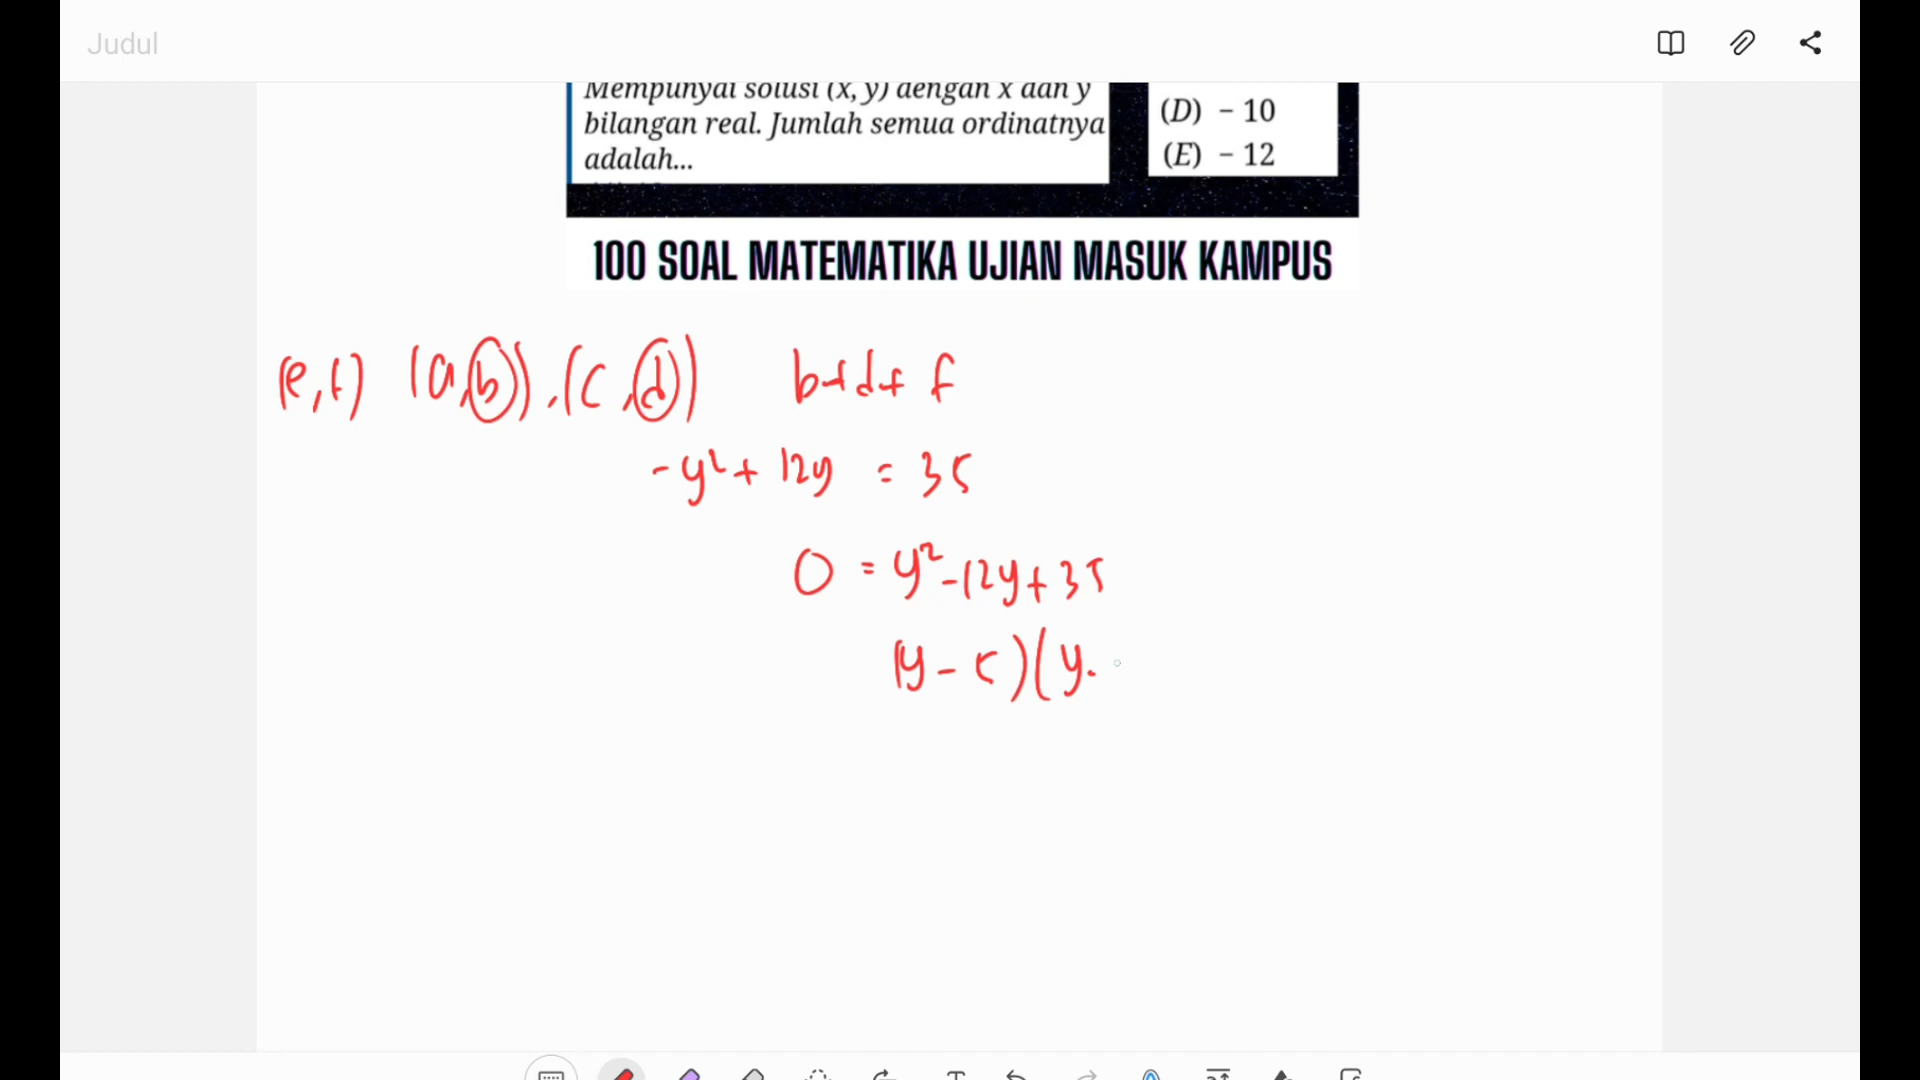 Judul
Mempunyai solusi (x, y) dengan x dan y
bilangan real. Jumlah semua ordinatnya
adalah...
(D) − 10
(E) − 12
100 SOAL MATEMATIKA UJIAN MASUK KAMPUS
(e,f) (a,b),(c,d) b+d+f
-y²+12y = 35
0 = y²-12y+35
(y-5)(y-